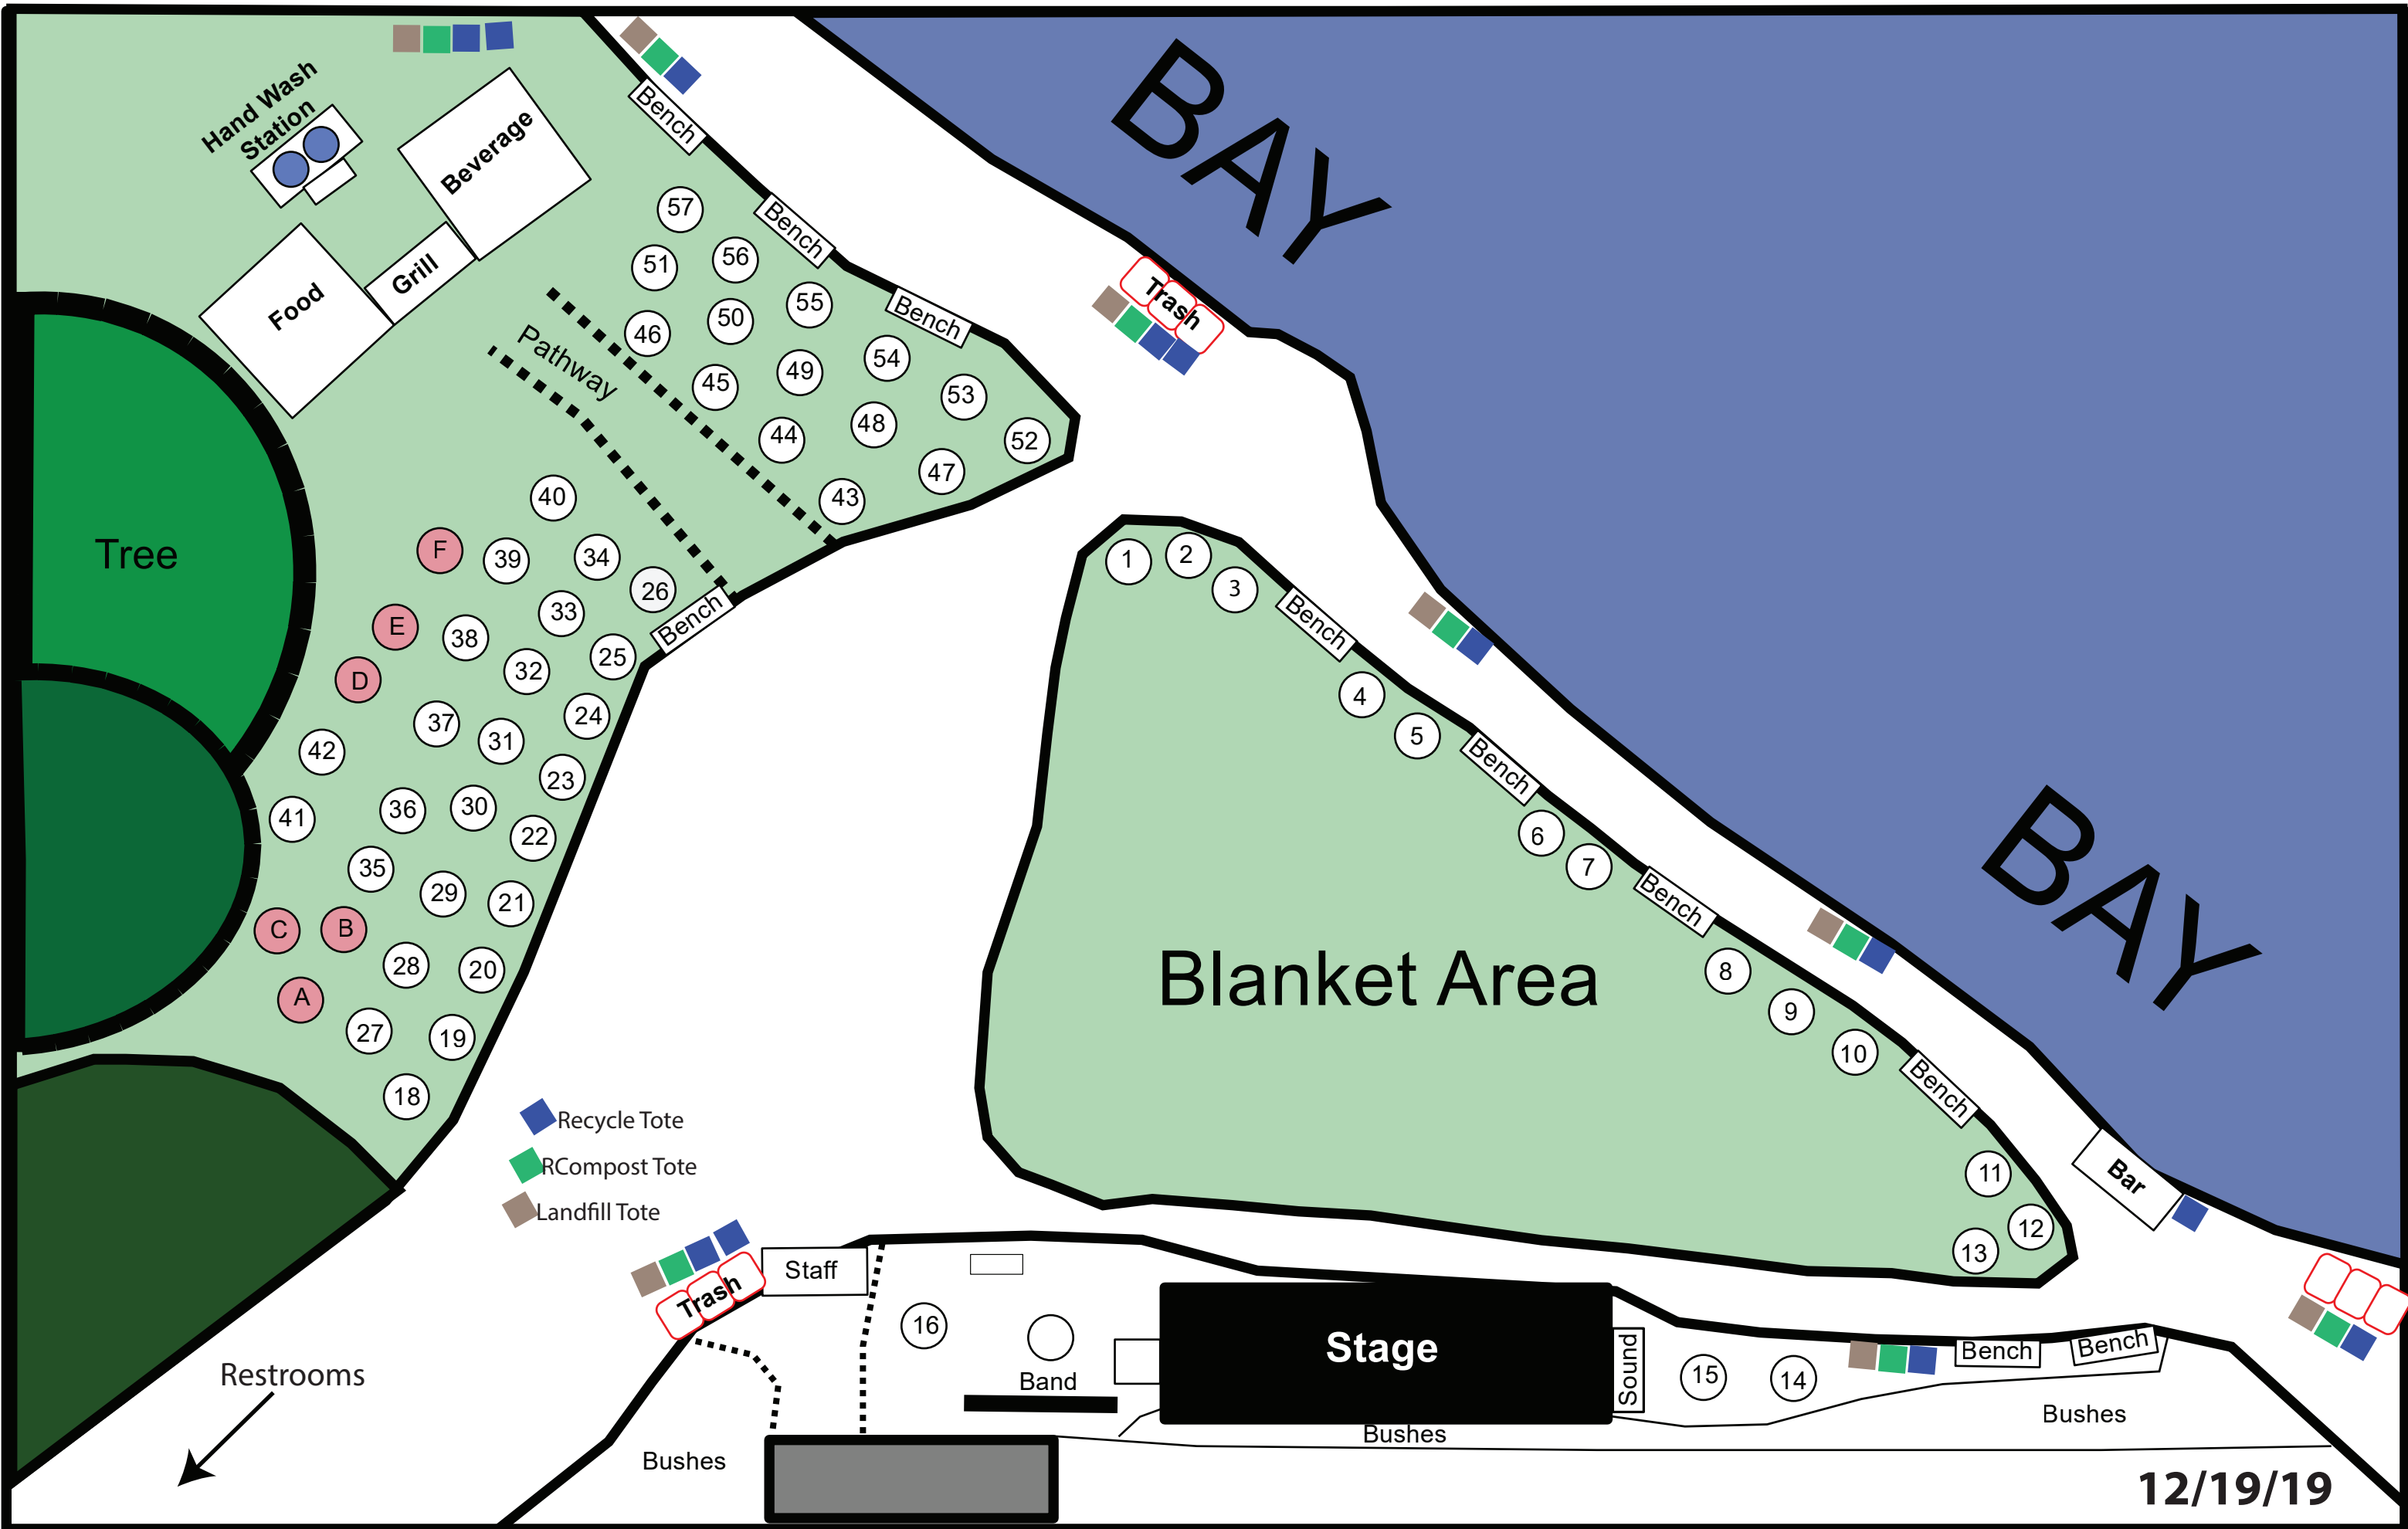 BAY
Hand Wash
Station
Beverage
Bench
57
Bench
51
56
Food
Grill
55
Bench
Trash
46
50
Pathway
45
49
54
53
44
48
52
47
43
40
Tree
F
39
34
26
1
2
3
Bench
E
38
33
Bench
25
D
32
4
37
31
24
5
42
23
Bench
41
36
30
22
6
35
7
BAY
29
21
Bench
C
B
28
20
Blanket Area
8
A
27
19
9
10
18
Bench
Recycle Tote
RCompost Tote
Landfill Tote
11
Bar
12
13
Staff
Trash
16
Stage
Sound
Bench
Bench
Restrooms
Band
15
14
Bushes
Bushes
Bushes
12/19/19